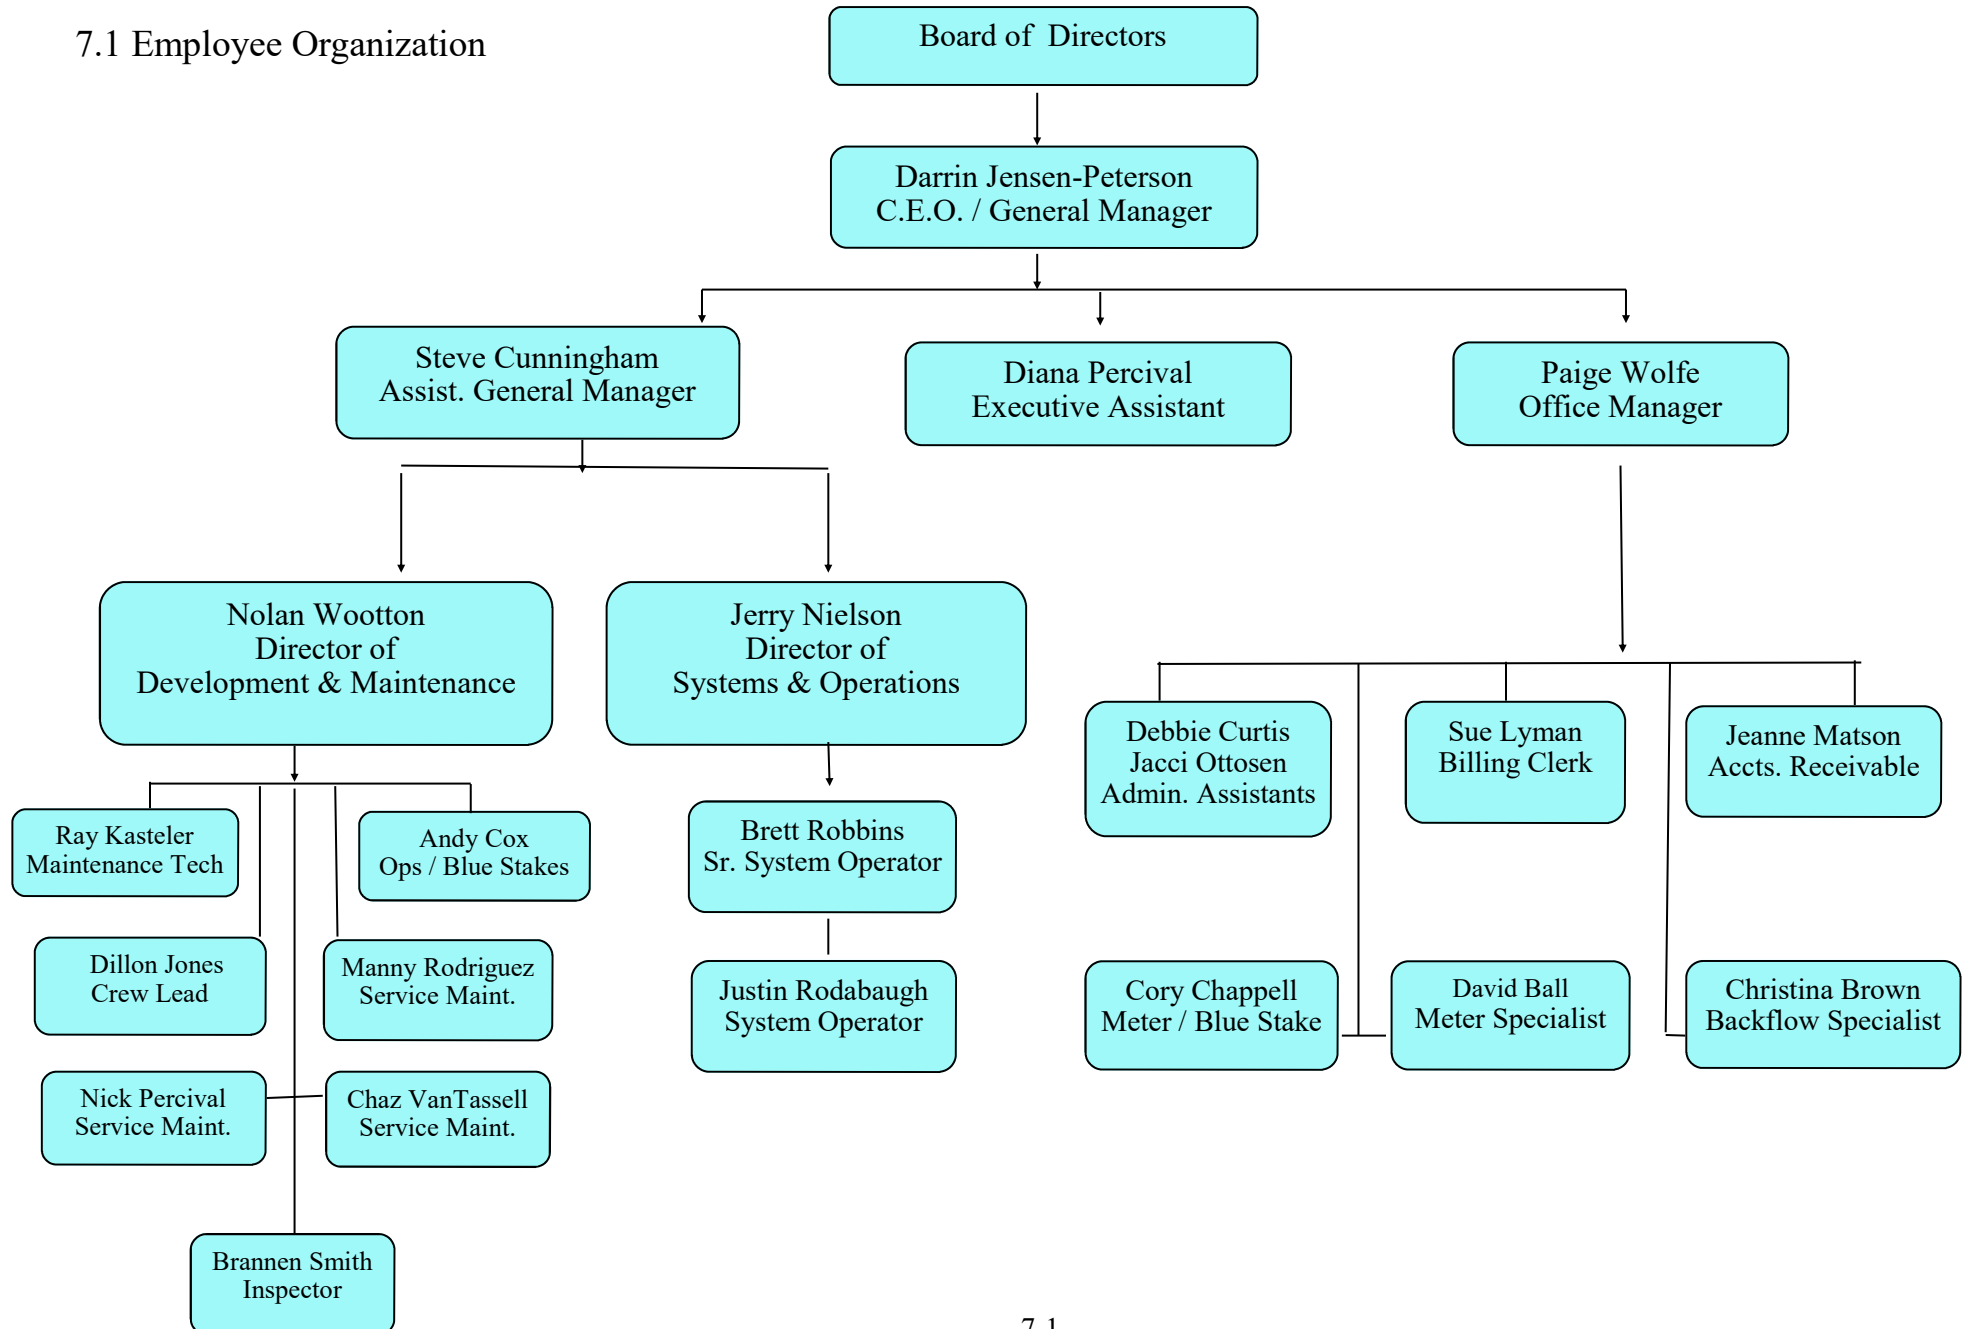 7.1 Employee Organization
Board of Directors
Darrin Jensen-Peterson
C.E.O. / General Manager
Steve Cunningham
Assist. General Manager
Diana Percival
Executive Assistant
Paige Wolfe
Office Manager
Nolan Wootton
Director of
Development & Maintenance
Jerry Nielson
Director of
Systems & Operations
Debbie Curtis
Jacci Ottosen
Admin. Assistants
Sue Lyman
Billing Clerk
Jeanne Matson
Accts. Receivable
Ray Kasteler
Maintenance Tech
Andy Cox
Ops / Blue Stakes
Brett Robbins
Sr. System Operator
Dillon Jones
Crew Lead
Manny Rodriguez
Service Maint.
Justin Rodabaugh
System Operator
Cory Chappell
Meter / Blue Stake
David Ball
Meter Specialist
Christina Brown
Backflow Specialist
Nick Percival
Service Maint.
Chaz VanTassell
Service Maint.
Brannen Smith
Inspector
7-1